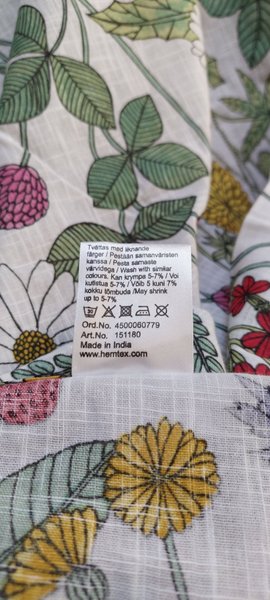 Tvättas med liknande
färger / Pestään samanväristen
kanssa / Pesta samaste
värvidega / Wash with similar
colours. Kan krympa 5-7% / Voi
kutistua 5-7% / Võib 5 kuni 7%
kokku tõmbuda /May shrink
up to 5-7%
Ord.No. 4500060779
Art.No. 151180
Made in India
www.hemtex.com